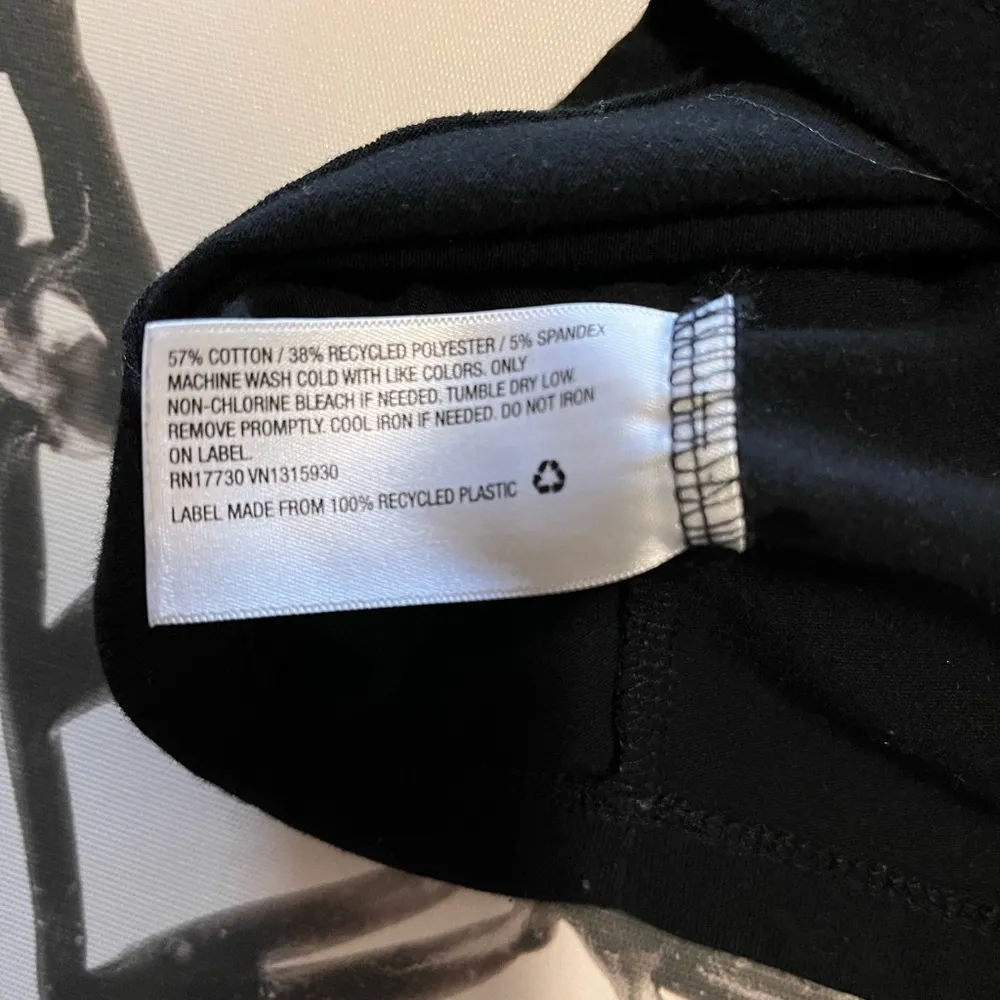 57% COTTON / 38% RECYCLED POLYESTER / 5% SPANDEX
MACHINE WASH COLD WITH LIKE COLORS. ONLY
NON-CHLORINE BLEACH IF NEEDED. TUMBLE DRY LOW.
REMOVE PROMPTLY. COOL IRON IF NEEDED. DO NOT IRON
ON LABEL.
RN17730 VN1315930
LABEL MADE FROM 100% RECYCLED PLASTIC